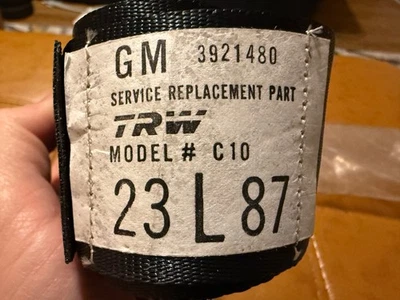 GM 3921480
SERVICE REPLACEMENT PART
TRW
MODEL # C10
23 L 87